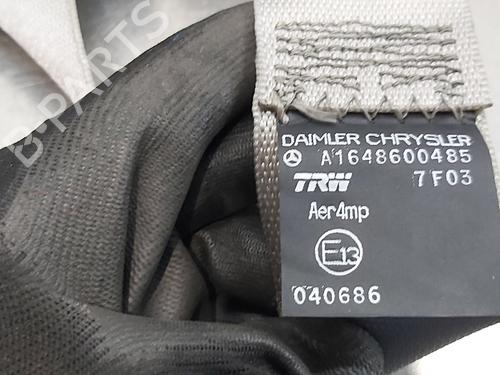 DAIMLER CHRYSLER
A1648600485
TRW 7F03
Aer4mp
E13
040686
B-PARTS